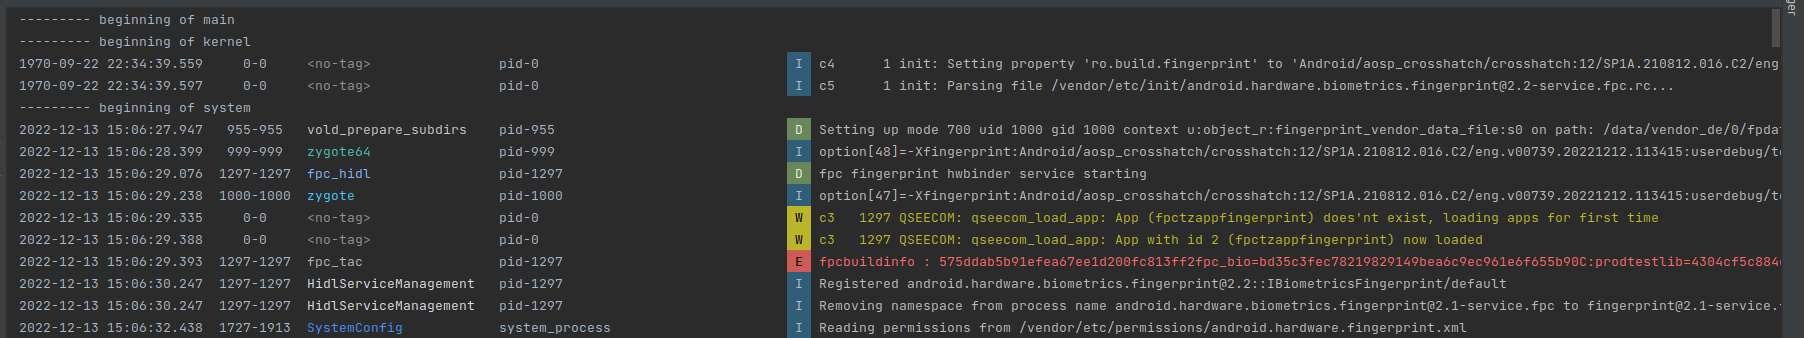 --------- beginning of main
--------- beginning of kernel
1970-09-22 22:34:39.559 0-0 <no-tag> pid-0 I c4 1 init: Setting property 'ro.build.fingerprint' to 'Android/aosp_crosshatch/crosshatch:12/SP1A.210812.016.C2/eng
1970-09-22 22:34:39.597 0-0 <no-tag> pid-0 I c5 1 init: Parsing file /vendor/etc/init/android.hardware.biometrics.fingerprint@2.2-service.fpc.rc...
--------- beginning of system
2022-12-13 15:06:27.947 955-955 vold_prepare_subdirs pid-955 D Setting up mode 700 uid 1000 gid 1000 context u:object_r:fingerprint_vendor_data_file:s0 on path: /data/vendor_de/0/fpdat
2022-12-13 15:06:28.399 999-999 zygote64 pid-999 I option[48]=-Xfingerprint:Android/aosp_crosshatch/crosshatch:12/SP1A.210812.016.C2/eng.v00739.20221212.113415:userdebug/te
2022-12-13 15:06:29.076 1297-1297 fpc_hidl pid-1297 D fpc fingerprint hwbinder service starting
2022-12-13 15:06:29.238 1000-1000 zygote pid-1000 I option[47]=-Xfingerprint:Android/aosp_crosshatch/crosshatch:12/SP1A.210812.016.C2/eng.v00739.20221212.113415:userdebug/te
2022-12-13 15:06:29.335 0-0 <no-tag> pid-0 W c3 1297 QSEECOM: qseecom_load_app: App (fpctzappfingerprint) does'nt exist, loading apps for first time
2022-12-13 15:06:29.388 0-0 <no-tag> pid-0 W c3 1297 QSEECOM: qseecom_load_app: App with id 2 (fpctzappfingerprint) now loaded
2022-12-13 15:06:29.393 1297-1297 fpc_tac pid-1297 E fpcbuildinfo : 575ddab5b91efea67ee1d200fc813ff2fpc_bio=bd35c3fec78219829149bea6c9ec961e6f655b90C:prodtestlib=4304cf5c884
2022-12-13 15:06:30.247 1297-1297 HidlServiceManagement pid-1297 I Registered android.hardware.biometrics.fingerprint@2.2::IBiometricsFingerprint/default
2022-12-13 15:06:30.247 1297-1297 HidlServiceManagement pid-1297 I Removing namespace from process name android.hardware.biometrics.fingerprint@2.1-service.fpc to fingerprint@2.1-service.
2022-12-13 15:06:32.438 1727-1913 SystemConfig system_process I Reading permissions from /vendor/etc/permissions/android.hardware.fingerprint.xml
ger